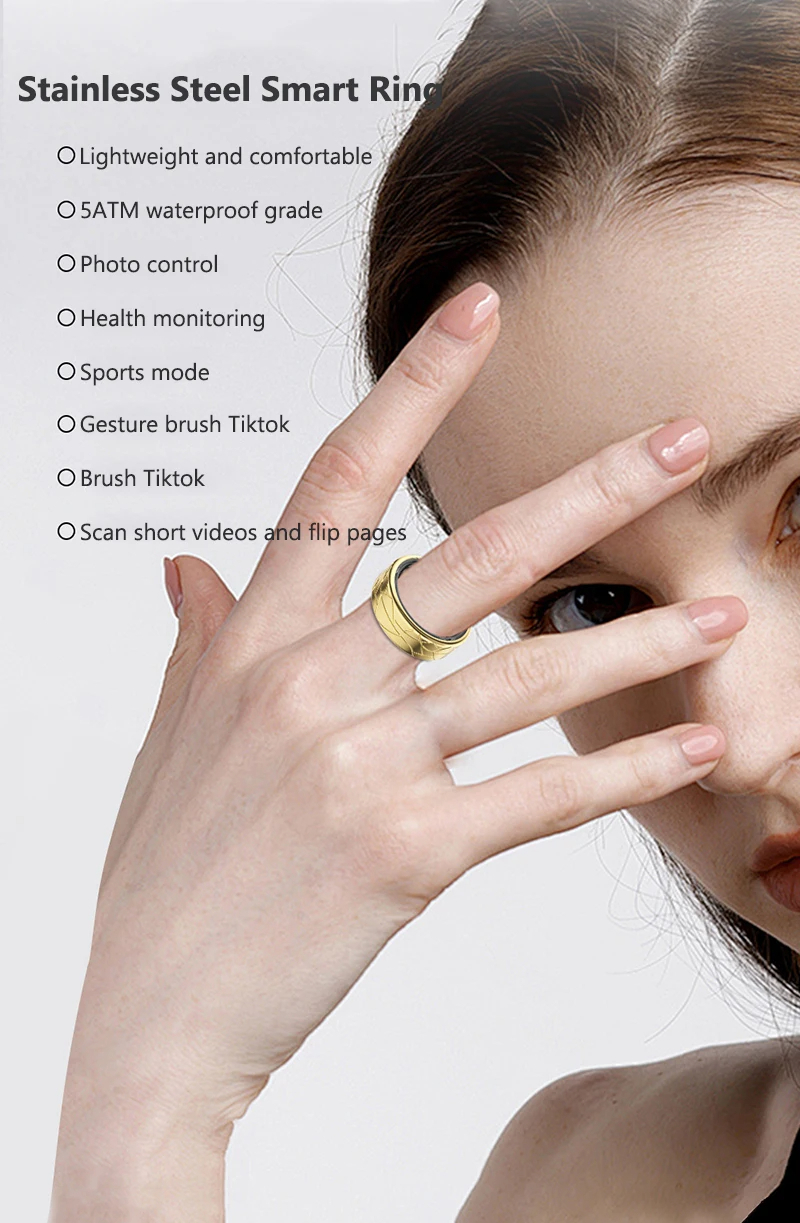 Stainless Steel Smart Ring
Lightweight and comfortable
5ATM waterproof grade
Photo control
Health monitoring
Sports mode
Gesture brush Tiktok
Brush Tiktok
Scan short videos and flip pages